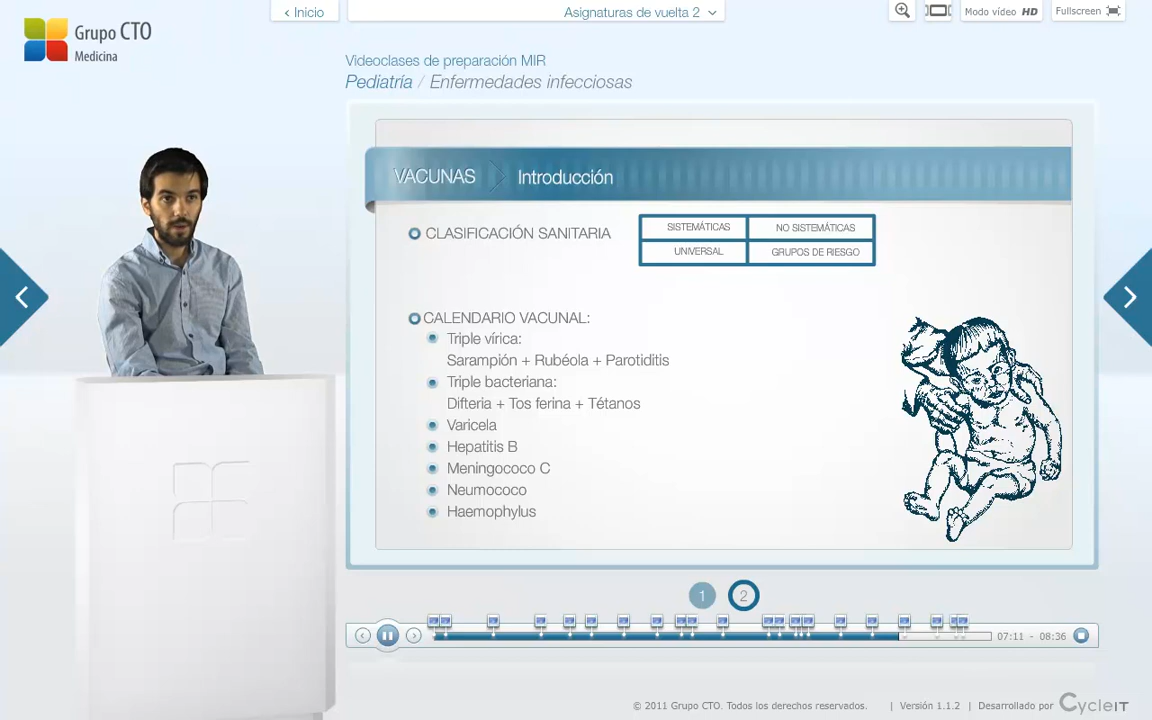 ‹ Inicio
Asignaturas de vuelta 2
Modo vídeo HD
Fullscreen
Grupo CTO
Medicina
Videoclases de preparación MIR
Pediatría / Enfermedades infecciosas
VACUNAS
Introducción
CLASIFICACIÓN SANITARIA
SISTEMÁTICAS
NO SISTEMÁTICAS
UNIVERSAL
GRUPOS DE RIESGO
CALENDARIO VACUNAL:
Triple vírica:
Sarampión + Rubéola + Parotiditis
Triple bacteriana:
Difteria + Tos ferina + Tétanos
Varicela
Hepatitis B
Meningococo C
Neumococo
Haemophylus
1
2
07:11 - 08:36
© 2011 Grupo CTO. Todos los derechos reservados. | Versión 1.1.2 | Desarrollado por CycleIT